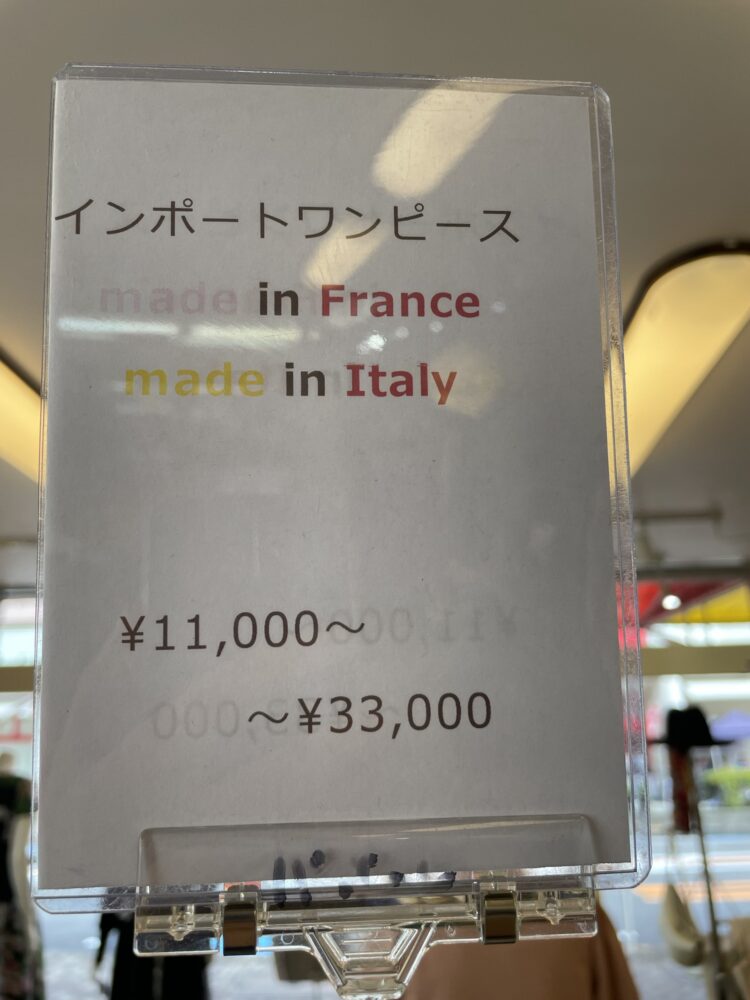 インポートワンピース
made in France
made in Italy
¥11,000～
～¥33,000